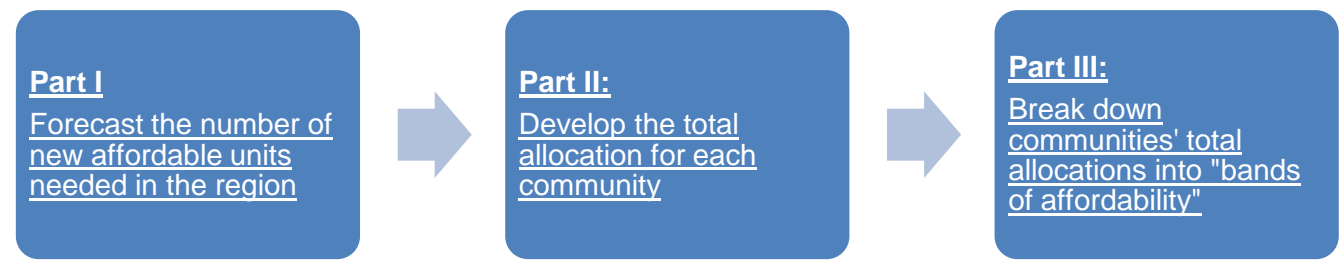 Part I
Forecast the number of
new affordable units
needed in the region
Part II:
Develop the total
allocation for each
community
Part III:
Break down
communities' total
allocations into "bands
of affordability"